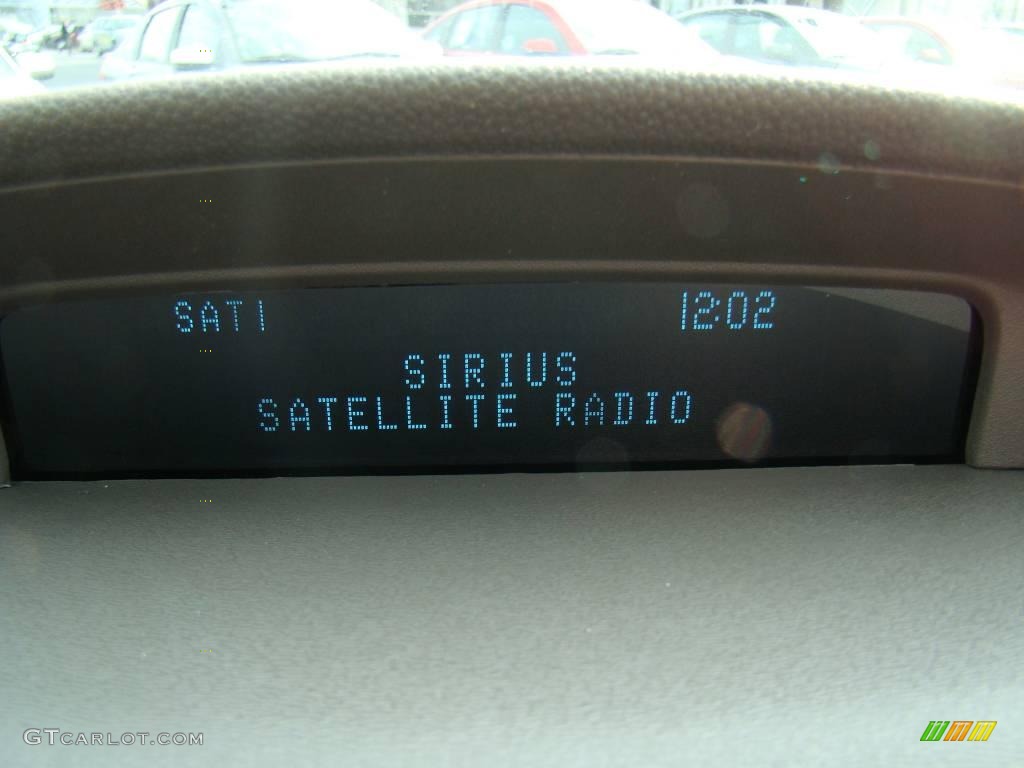 SAT1 12:02
SIRIUS
SATELLITE RADIO
GTCARLOT.COM